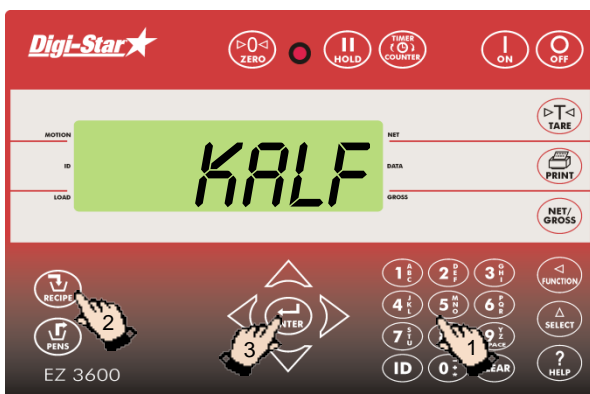 Digi-Star
0
ZERO
HOLD
TIMER
COUNTER
ON
OFF
T
TARE
MOTION
NET
KALF
ID
DATA
PRINT
LOAD
GROSS
NET/
GROSS
RECIPE
2
PENS
EZ 3600
3
1 A B C
2 D E F
3 G H I
FUNCTION
4 J K L
5 M N O
6 P Q R
SELECT
7 S T U
1
ID
0
?
HELP